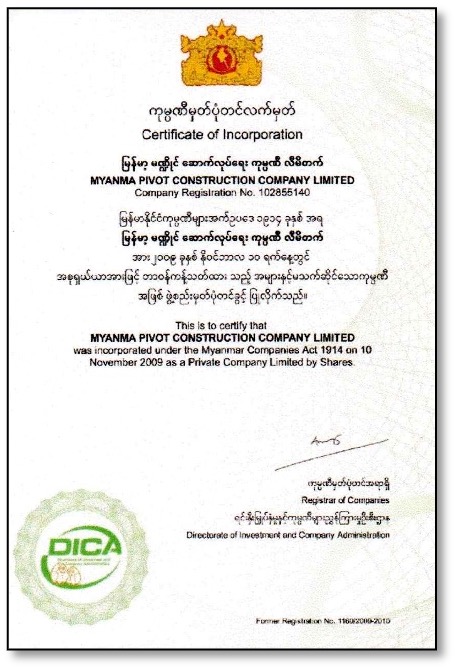 ကုမ္ပဏီမှတ်ပုံတင်လက်မှတ်
Certificate of Incorporation
မြန်မာ့ မဏ္ဍိုင် ဆောက်လုပ်ရေး ကုမ္ပဏီ လီမိတက်
MYANMA PIVOT CONSTRUCTION COMPANY LIMITED
Company Registration No. 102855140
မြန်မာနိုင်ငံကုမ္ပဏီများအက်ဥပဒေ ၁၉၁၄ ခုနှစ် အရ
မြန်မာ့ မဏ္ဍိုင် ဆောက်လုပ်ရေး ကုမ္ပဏီ လီမိတက်
အား၂၀၀၉ ခုနှစ် နိုဝင်ဘာလ ၁၀ ရက်နေ့တွင်
အစုရှယ်ယာအားဖြင့် တာဝန်ကန့်သတ်ထား သည့် အများနှင့်မသက်ဆိုင်သောကုမ္ပဏီ
အဖြစ် ဖွဲ့စည်းမှတ်ပုံတင်ခွင့် ပြုလိုက်သည်။
This is to certify that
MYANMA PIVOT CONSTRUCTION COMPANY LIMITED
was incorporated under the Myanmar Companies Act 1914 on 10
November 2009 as a Private Company Limited by Shares.
ကုမ္ပဏီမှတ်ပုံတင်အရာရှိ
Registrar of Companies
ရင်းနှီးမြှုပ်နှံမှုနှင့်ကုမ္ပဏီများညွှန်ကြားမှုဦးစီးဌာန
Directorate of Investment and Company Administration
DICA
Former Registration No. 1160/2009-2010